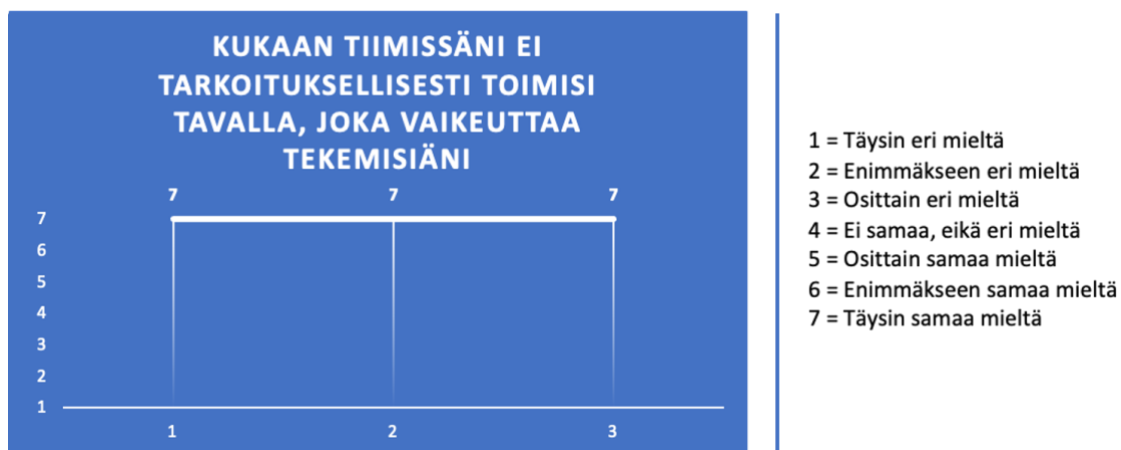 KUKAAN TIIMISSÄNI EI
TARKOITUKSELLISESTI TOIMISI
TAVALLA, JOKA VAIKEUTTAA
TEKEMISIÄNI
7 7 7
7
6
5
4
3
2
1
1 2 3
1 = Täysin eri mieltä
2 = Enimmäkseen eri mieltä
3 = Osittain eri mieltä
4 = Ei samaa, eikä eri mieltä
5 = Osittain samaa mieltä
6 = Enimmäkseen samaa mieltä
7 = Täysin samaa mieltä